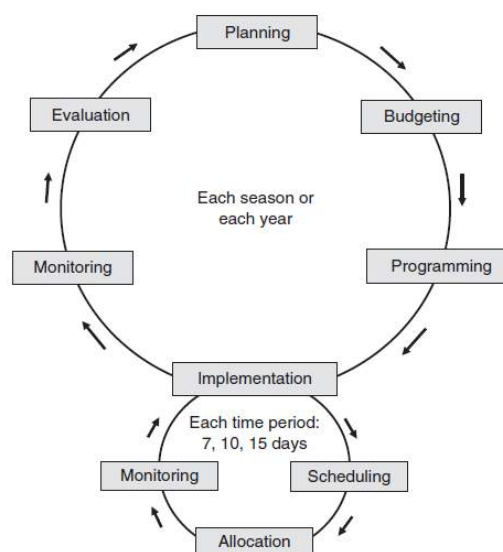 Planning
Evaluation
Budgeting
Each season or
each year
Monitoring
Programming
Implementation
Each time period:
7, 10, 15 days
Monitoring
Scheduling
Allocation